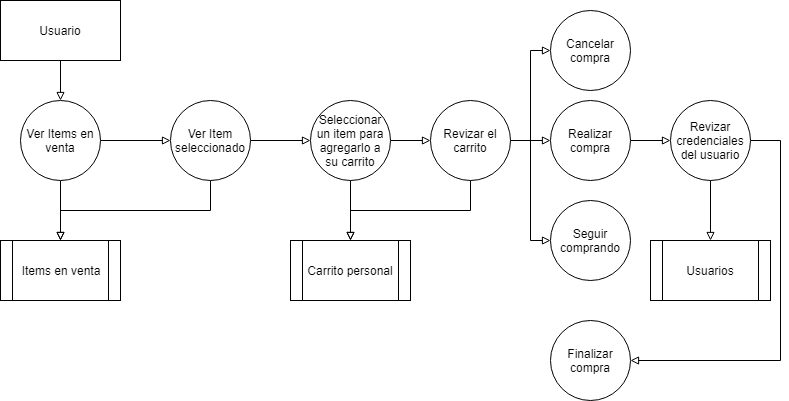 Usuario
Ver Items en
venta
Ver Item
seleccionado
Seleccionar
un item para
agregarlo a
su carrito
Revizar el
carrito
Cancelar
compra
Realizar
compra
Seguir
comprando
Revizar
credenciales
del usuario
Items en venta
Carrito personal
Usuarios
Finalizar
compra